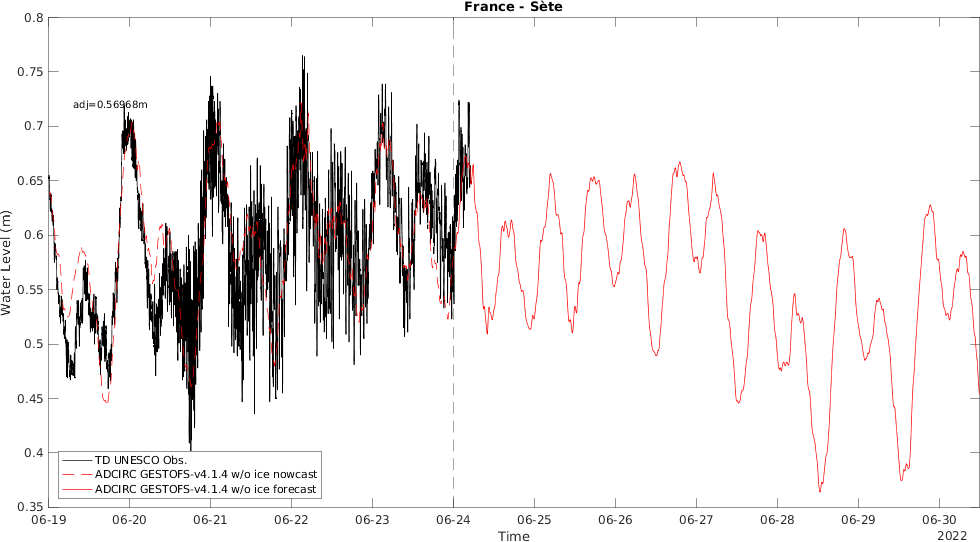 France - Sète
0.8
0.75
0.7
0.65
0.6
0.55
0.5
0.45
0.4
0.35
Water Level (m)
adj=0.56968m
TD UNESCO Obs.
ADCIRC GESTOFS-v4.1.4 w/o ice nowcast
ADCIRC GESTOFS-v4.1.4 w/o ice forecast
06-19 06-20 06-21 06-22 06-23 06-24 06-25 06-26 06-27 06-28 06-29 06-30
Time
2022